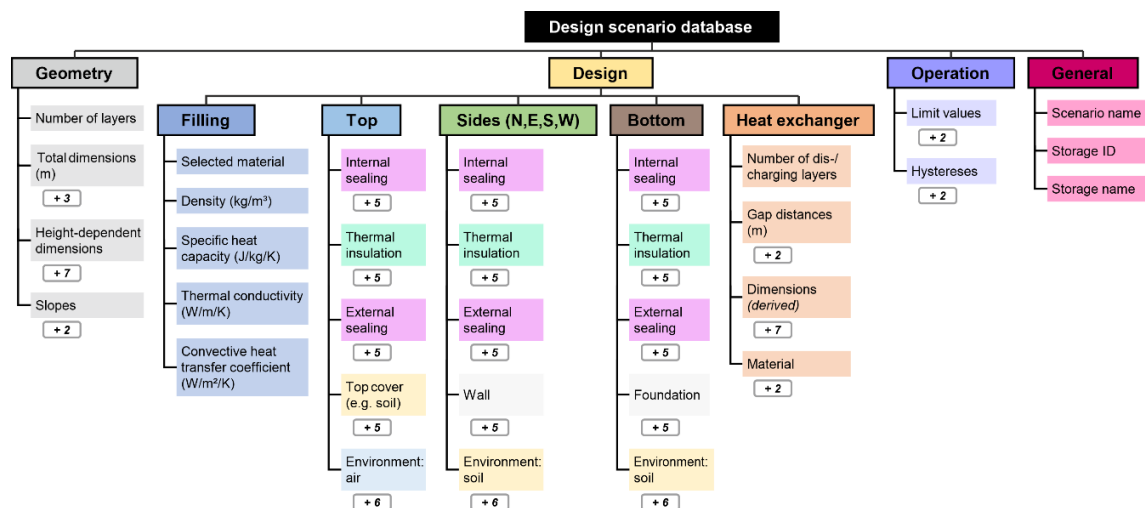 Design scenario database
Geometry
Number of layers
Total dimensions
(m)
+ 3
Height-dependent
dimensions
+ 7
Slopes
+ 2
Design
Filling
Selected material
Density (kg/m³)
Specific heat
capacity (J/kg/K)
Thermal conductivity
(W/m/K)
Convective heat
transfer coefficient
(W/m²/K)
Top
Internal
sealing
+ 5
Thermal
insulation
+ 5
External
sealing
+ 5
Top cover
(e.g. soil)
+ 5
Environment:
air
+ 6
Sides (N,E,S,W)
Internal
sealing
+ 5
Thermal
insulation
+ 5
External
sealing
+ 5
Wall
+ 5
Environment:
soil
+ 6
Bottom
Internal
sealing
+ 5
Thermal
insulation
+ 5
External
sealing
+ 5
Foundation
+ 5
Environment:
soil
+ 6
Heat exchanger
Number of dis-/
charging layers
Gap distances
(m)
+ 2
Dimensions
(derived)
+ 7
Material
+ 2
Operation
Limit values
+ 2
Hystereses
+ 2
General
Scenario name
Storage ID
Storage name